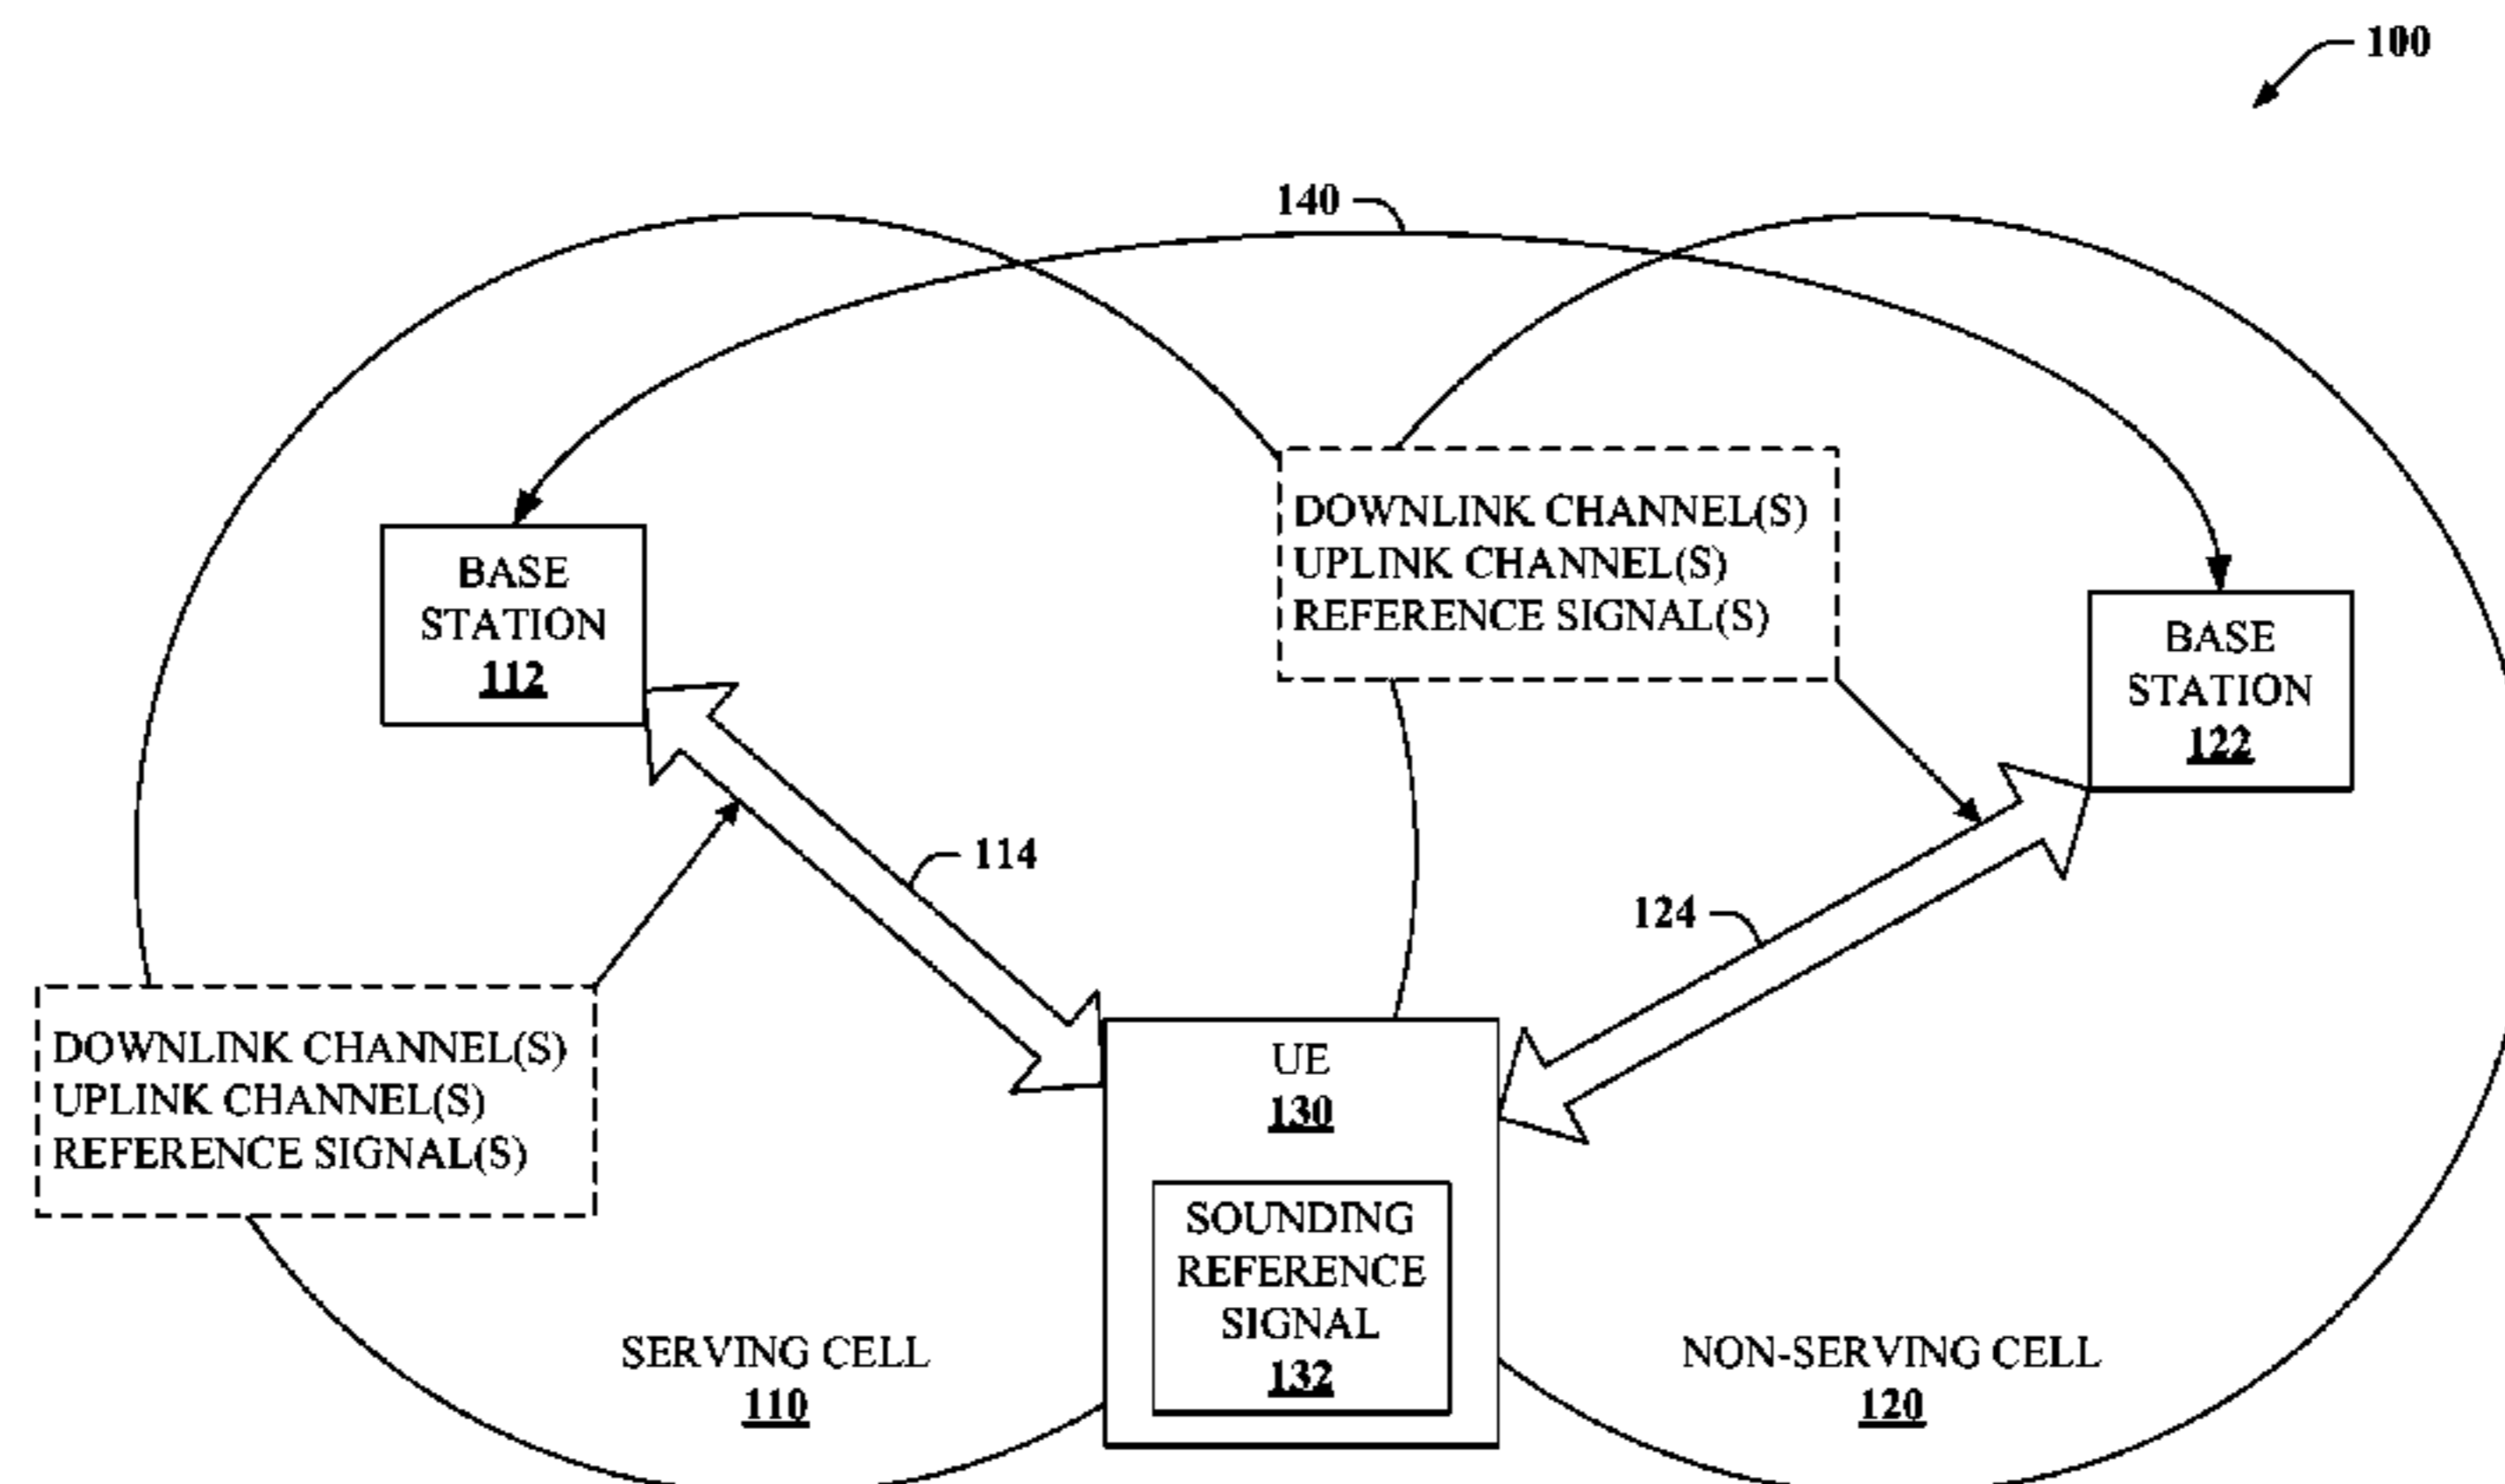 100
140
DOWNLINK CHANNEL(S)
UPLINK CHANNEL(S)
REFERENCE SIGNAL(S)
BASE
STATION
112
BASE
STATION
122
114
124
DOWNLINK CHANNEL(S)
UPLINK CHANNEL(S)
REFERENCE SIGNAL(S)
UE
130
SOUNDING
REFERENCE
SIGNAL
132
SERVING CELL
110
NON-SERVING CELL
120